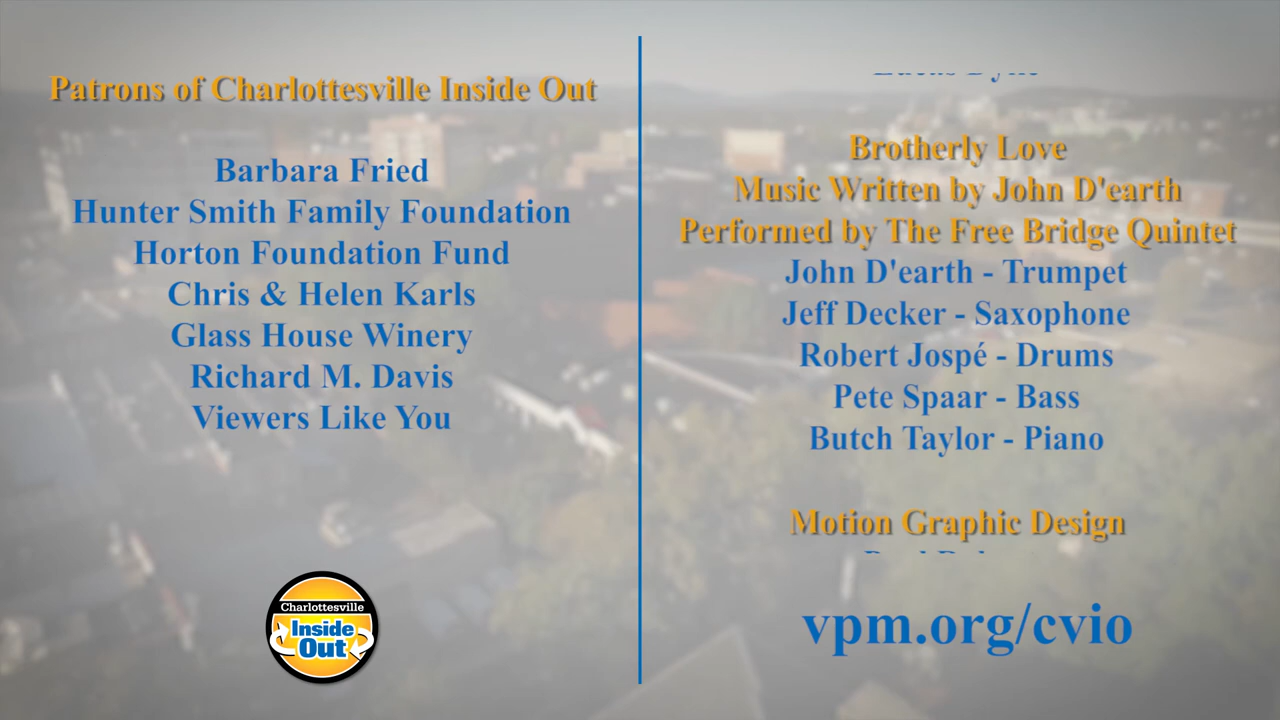 Patrons of Charlottesville Inside Out
Barbara Fried
Hunter Smith Family Foundation
Horton Foundation Fund
Chris & Helen Karls
Glass House Winery
Richard M. Davis
Viewers Like You
Charlottesville
Inside
Out
Brotherly Love
Music Written by John D'earth
Performed by The Free Bridge Quintet
John D'earth - Trumpet
Jeff Decker - Saxophone
Robert Jospé - Drums
Pete Spaar - Bass
Butch Taylor - Piano
Motion Graphic Design
vpm.org/cvio